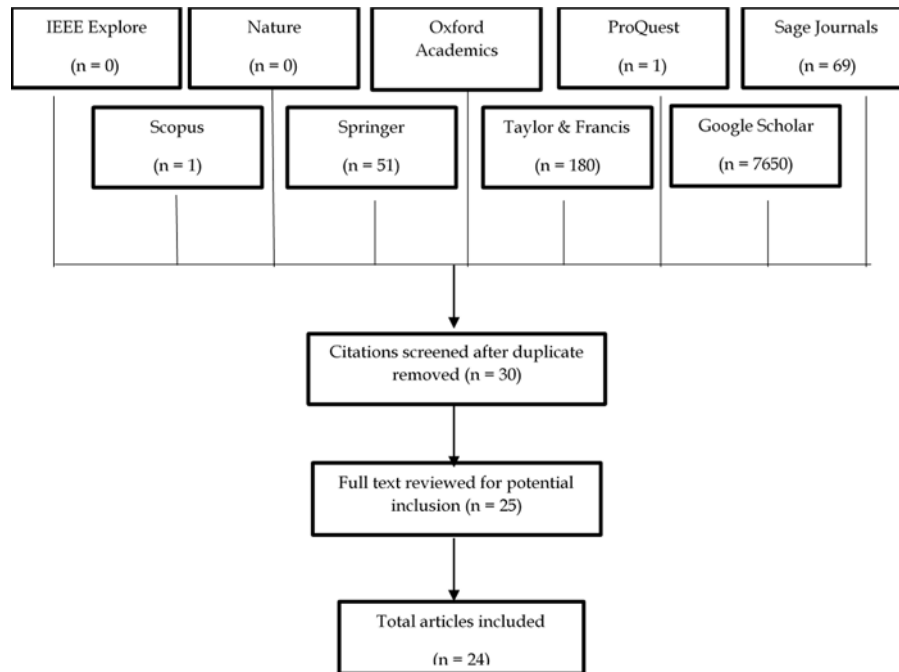 IEEE Explore
(n = 0)
Nature
(n = 0)
Oxford
Academics
ProQuest
(n = 1)
Sage Journals
(n = 69)
Scopus
(n = 1)
Springer
(n = 51)
Taylor & Francis
(n = 180)
Google Scholar
(n = 7650)
Citations screened after duplicate
removed (n = 30)
Full text reviewed for potential
inclusion (n = 25)
Total articles included
(n = 24)